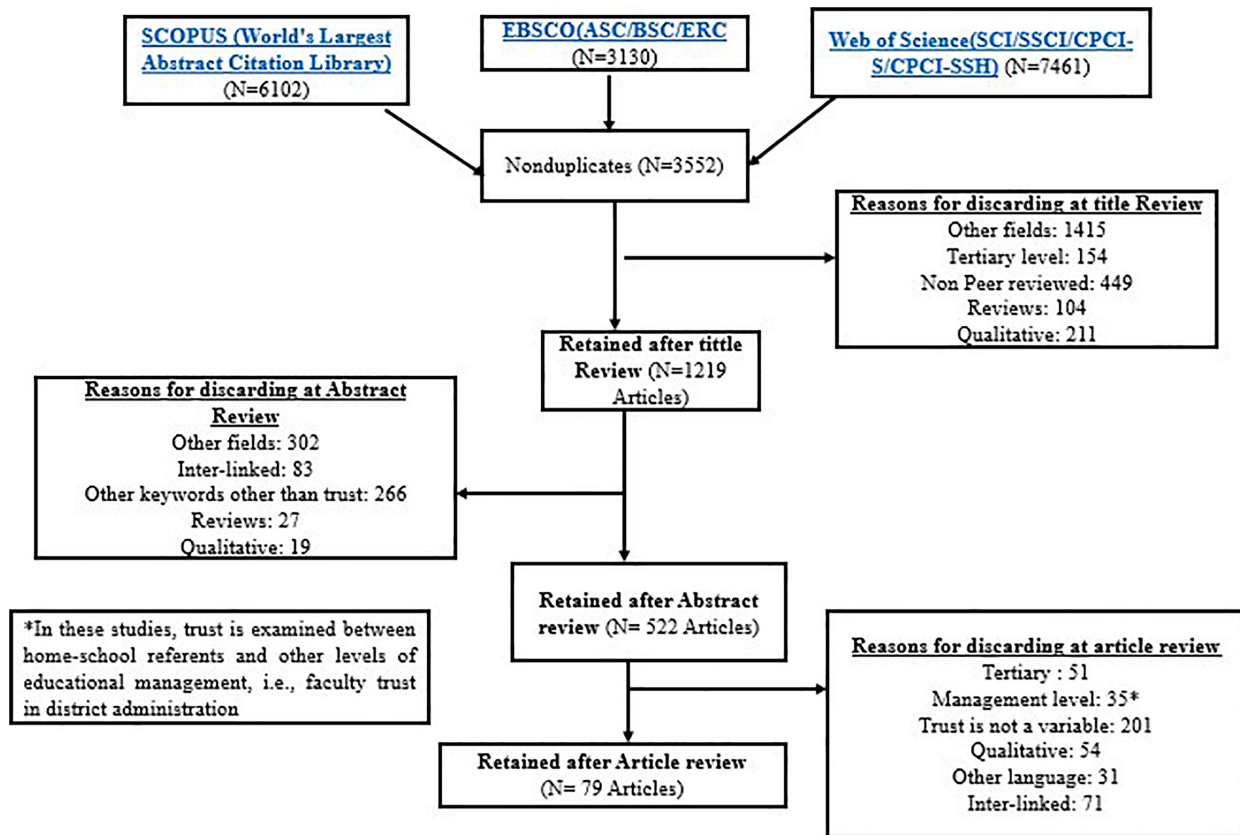 SCOPUS (World's Largest
Abstract Citation Library)
(N=6102)
EBSCO(ASC/BSC/ERC
(N=3130)
Web of Science(SCI/SSCI/CPCI-
S/CPCI-SSH) (N=7461)
Nonduplicates (N=3552)
Reasons for discarding at title Review
Other fields: 1415
Tertiary level: 154
Non Peer reviewed: 449
Reviews: 104
Qualitative: 211
Retained after tittle
Review (N=1219
Articles)
Reasons for discarding at Abstract
Review
Other fields: 302
Inter-linked: 83
Other keywords other than trust: 266
Reviews: 27
Qualitative: 19
Retained after Abstract
review (N= 522 Articles)
*In these studies, trust is examined between
home-school referents and other levels of
educational management, i.e., faculty trust
in district administration
Reasons for discarding at article review
Tertiary : 51
Management level: 35*
Trust is not a variable: 201
Qualitative: 54
Other language: 31
Inter-linked: 71
Retained after Article review
(N= 79 Articles)